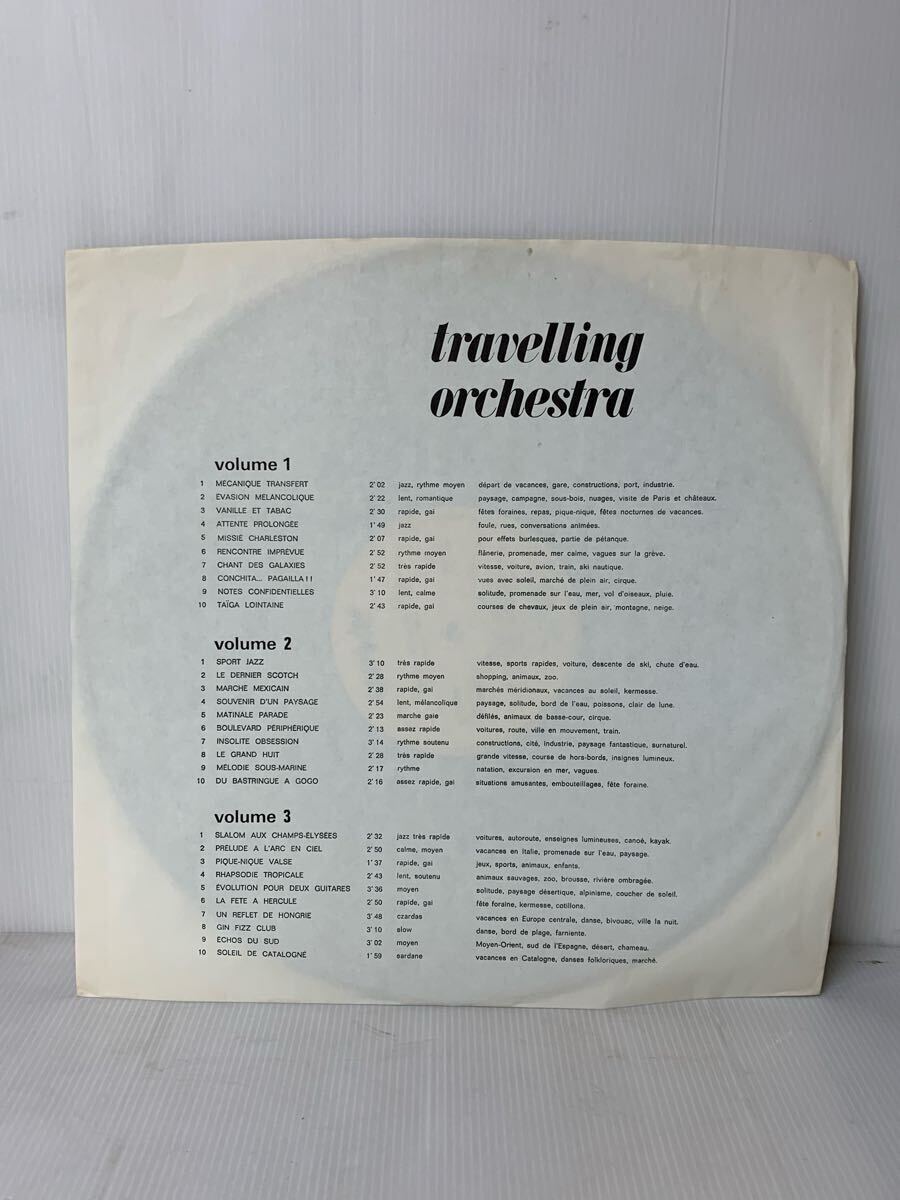 travelling
orchestra
volume 1
1 MÉCANIQUE TRANSFERT 2' 02 jazz, rythme moyen départ de vacances, gare, constructions, port, industrie.
2 ÉVASION MÉLANCOLIQUE 2' 22 lent, romantique paysage, campagne, sous-bois, nuages, visite de Paris et châteaux.
3 VANILLE ET TABAC 2' 30 rapide, gai fêtes foraines, repas, pique-nique, fêtes nocturnes de vacances.
4 ATTENTE PROLONGÉE 1' 49 jazz foule, rues, conversations animées.
5 MISSIÉ CHARLESTON 2' 07 rapide, gai pour effets burlesques, partie de pétanque.
6 RENCONTRE IMPRÉVUE 2' 52 rythme moyen flânerie, promenade, mer calme, vagues sur la grève.
7 CHANT DES GALAXIES 2' 52 très rapide vitesse, voiture, avion, train, ski nautique.
8 CONCHITA... PAGAILLA!! 1' 47 rapide, gai vues avec soleil, marché de plein air, cirque.
9 NOTES CONFIDENTIELLES 3' 10 lent, calme solitude, promenade sur l'eau, mer, vol d'oiseaux, pluie.
10 TAÏGA LOINTAINE 2' 43 rapide, gai courses de chevaux, jeux de plein air, montagne, neige.
volume 2
1 SPORT JAZZ 3' 10 très rapide vitesse, sports rapides, voiture, descente de ski, chute d'eau.
2 LE DERNIER SCOTCH 2' 28 rythme moyen shopping, animaux, zoo.
3 MARCHÉ MEXICAIN 2' 38 rapide, gai marchés méridionaux, vacances au soleil, kermesse.
4 SOUVENIR D'UN PAYSAGE 2' 54 lent, mélancolique paysage, solitude, bord de l'eau, poissons, clair de lune.
5 MATINALE PARADE 2' 23 marche gaie défilés, animaux de basse-cour, cirque.
6 BOULEVARD PÉRIPHÉRIQUE 2' 13 assez rapide voitures, route, ville en mouvement, train.
7 INSOLITE OBSESSION 3' 14 rythme soutenu constructions, cité, industrie, paysage fantastique, surnaturel.
8 LE GRAND HUIT 2' 28 très rapide grande vitesse, course de hors-bords, insignes lumineux.
9 MÉLODIE SOUS-MARINE 2' 17 rythme natation, excursion en mer, vagues.
10 DU BASTRINGUE A GOGO 2' 16 assez rapide, gai situations amusantes, embouteillages, fête foraine.
volume 3
1 SLALOM AUX CHAMPS-ÉLYSÉES 2' 32 jazz très rapide voitures, autoroute, enseignes lumineuses, canoé, kayak.
2 PRÉLUDE A L'ARC EN CIEL 2' 50 calme, moyen vacances en Italie, promenade sur l'eau, paysage.
3 PIQUE-NIQUE VALSE 1' 37 rapide, gai jeux, sports, animaux, enfants.
4 RHAPSODIE TROPICALE 2' 43 lent, soutenu animaux sauvages, zoo, brousse, rivière ombragée.
5 ÉVOLUTION POUR DEUX GUITARES 3' 36 moyen solitude, paysage désertique, alpinisme, coucher de soleil.
6 LA FETE A HERCULE 2' 50 rapide, gai fête foraine, kermesse, cotillons.
7 UN REFLET DE HONGRIE 3' 48 czardas vacances en Europe centrale, danse, bivouac, ville la nuit.
8 GIN FIZZ CLUB 3' 10 slow danse, bord de plage, farniente.
9 ÉCHOS DU SUD 3' 02 moyen Moyen-Orient, sud de l'Espagne, désert, chameau.
10 SOLEIL DE CATALOGNE 1' 59 sardane vacances en Catalogne, danses folkloriques, marché.